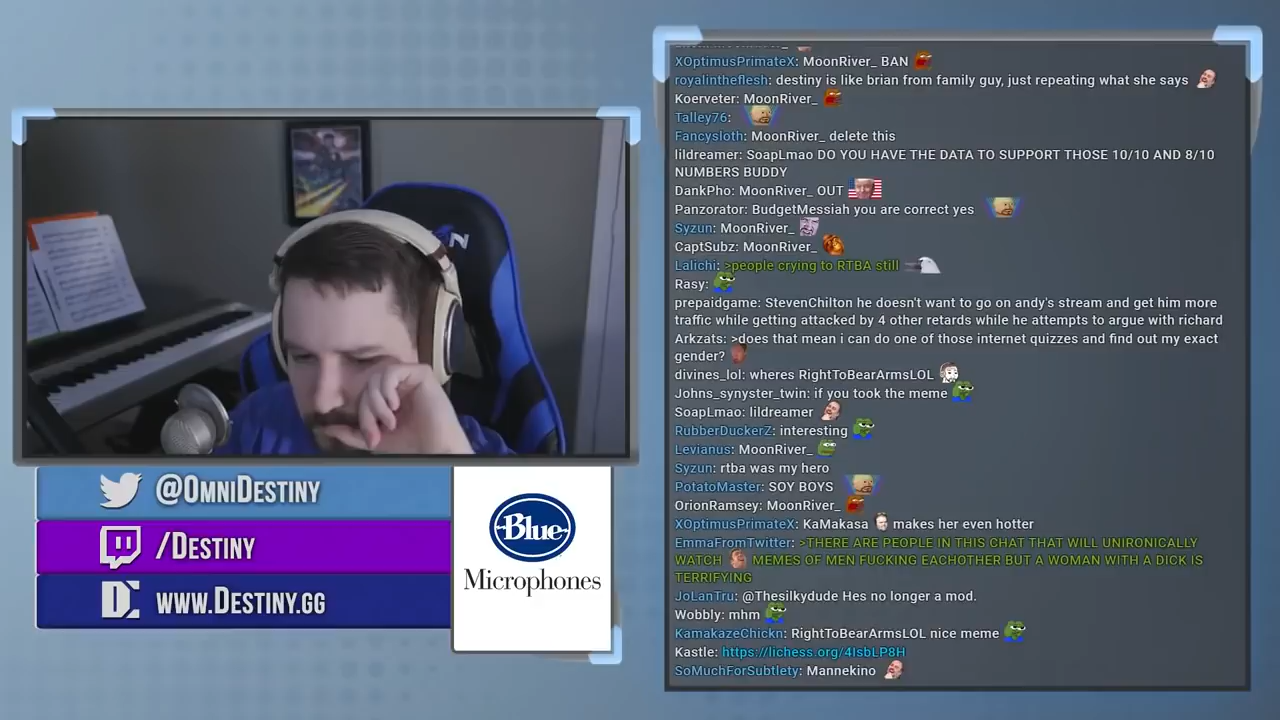 XOptimusPrimateX: MoonRiver_ BAN
royalintheflesh: destiny is like brian from family guy, just repeating what she says
Koerveter: MoonRiver_
Talley76:
Fancysloth: MoonRiver_ delete this
lildreamer: SoapLmao DO YOU HAVE THE DATA TO SUPPORT THOSE 10/10 AND 8/10
NUMBERS BUDDY
DankPho: MoonRiver_ OUT
Panzorator: BudgetMessiah you are correct yes
Syzun: MoonRiver_
CaptSubz: MoonRiver_
Lalichi: >people crying to RTBA still
Rasy:
prepaidgame: StevenChilton he doesn't want to go on andy's stream and get him more
traffic while getting attacked by 4 other retards while he attempts to argue with richard
Arkzats: >does that mean i can do one of those internet quizzes and find out my exact
gender?
divines_lol: wheres RightToBearArmsLOL
Johns_synyster_twin: if you took the meme
SoapLmao: lildreamer
RubberDuckerZ: interesting
Levianus: MoonRiver_
Syzun: rtba was my hero
PotatoMaster: SOY BOYS
OrionRamsey: MoonRiver_
XOptimusPrimateX: KaMakasa makes her even hotter
EmmaFromTwitter: >THERE ARE PEOPLE IN THIS CHAT THAT WILL UNIRONICALLY
WATCH MEMES OF MEN FUCKING EACHOTHER BUT A WOMAN WITH A DICK IS
TERRIFYING
JoLanTru: @Thesilkydude Hes no longer a mod.
Wobbly: mhm
KamakazeChickn: RightToBearArmsLOL nice meme
Kastle: https://lichess.org/4IsbLP8H
SoMuchForSubtlety: Mannekino
@OmniDestiny
/Destiny
www.Destiny.gg
Blue
Microphones